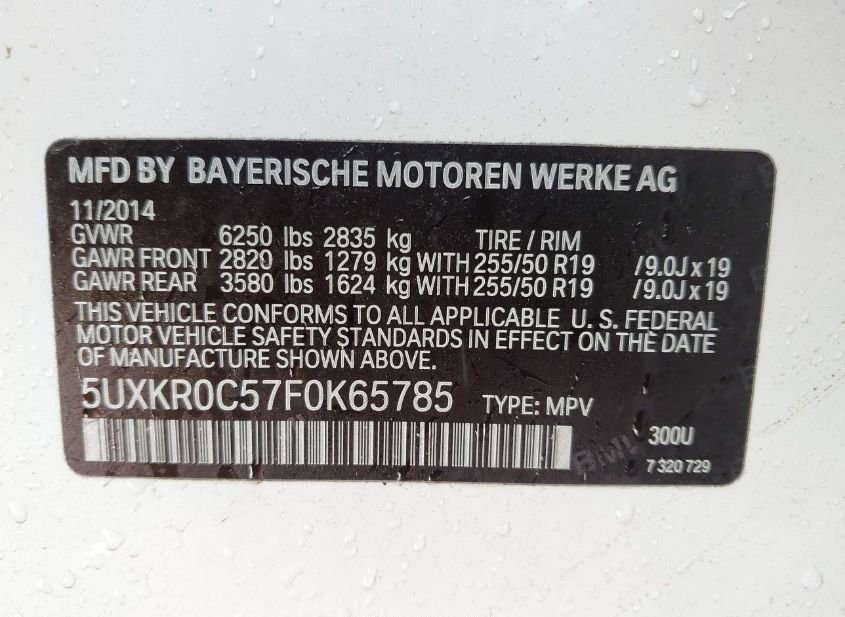 MFD BY BAYERISCHE MOTOREN WERKE AG
11/2014
GVWR 6250 lbs 2835 kg TIRE / RIM
GAWR FRONT 2820 lbs 1279 kg WITH 255/50 R19 /9.0J x 19
GAWR REAR 3580 lbs 1624 kg WITH 255/50 R19 /9.0J x 19
THIS VEHICLE CONFORMS TO ALL APPLICABLE U. S. FEDERAL
MOTOR VEHICLE SAFETY STANDARDS IN EFFECT ON THE DATE
OF MANUFACTURE SHOWN ABOVE.
5UXKR0C57F0K65785 TYPE: MPV
300U
7 320 729